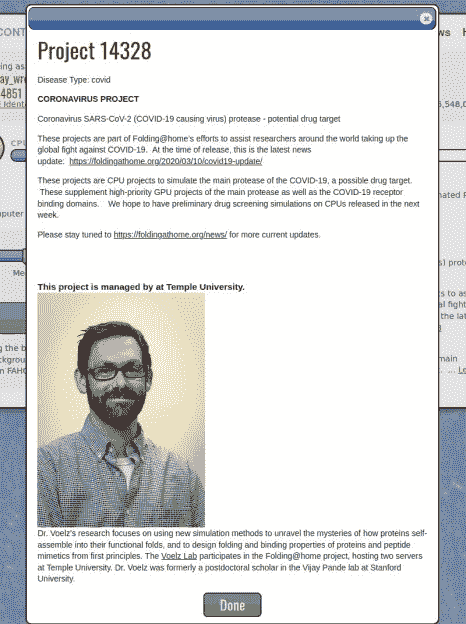 Project 14328
Disease Type: covid
CORONAVIRUS PROJECT
Coronavirus SARS-CoV-2 (COVID-19 causing virus) protease - potential drug target
These projects are part of Folding@home's efforts to assist researchers around the world taking up the
global fight against COVID-19. At the time of release, this is the latest news
update: https://foldingathome.org/2020/03/10/covid19-update/
These projects are CPU projects to simulate the main protease of the COVID-19, a possible drug target.
These supplement high-priority GPU projects of the main protease as well as the COVID-19 receptor
binding domains. We hope to have preliminary drug screening simulations on CPUs released in the next
week.
Please stay tuned to https://foldingathome.org/news/ for more current updates.
This project is managed by at Temple University.
Dr. Voelz's research focuses on using new simulation methods to unravel the mysteries of how proteins self-
assemble into their functional folds, and to design folding and binding properties of proteins and peptide
mimetics from first principles. The Voelz Lab participates in the Folding@home project, hosting two servers
at Temple University. Dr. Voelz was formerly a postdoctoral scholar in the Vijay Pande lab at Stanford
University.
Done